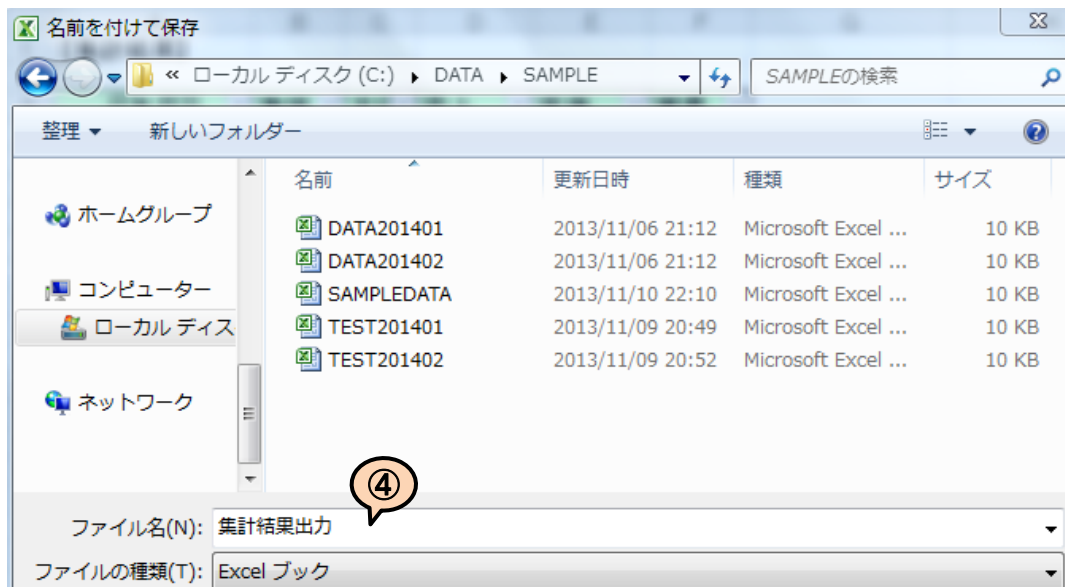 名前を付けて保存
« ローカル ディスク (C:) ▸ DATA ▸ SAMPLE SAMPLEの検索
整理 ▼ 新しいフォルダー
名前 更新日時 種類 サイズ
ホームグループ
DATA201401 2013/11/06 21:12 Microsoft Excel ... 10 KB
DATA201402 2013/11/06 21:12 Microsoft Excel ... 10 KB
コンピューター
SAMPLEDATA 2013/11/10 22:10 Microsoft Excel ... 10 KB
ローカル ディス
TEST201401 2013/11/09 20:49 Microsoft Excel ... 10 KB
TEST201402 2013/11/09 20:52 Microsoft Excel ... 10 KB
ネットワーク
④
ファイル名(N): 集計結果出力
ファイルの種類(T): Excel ブック